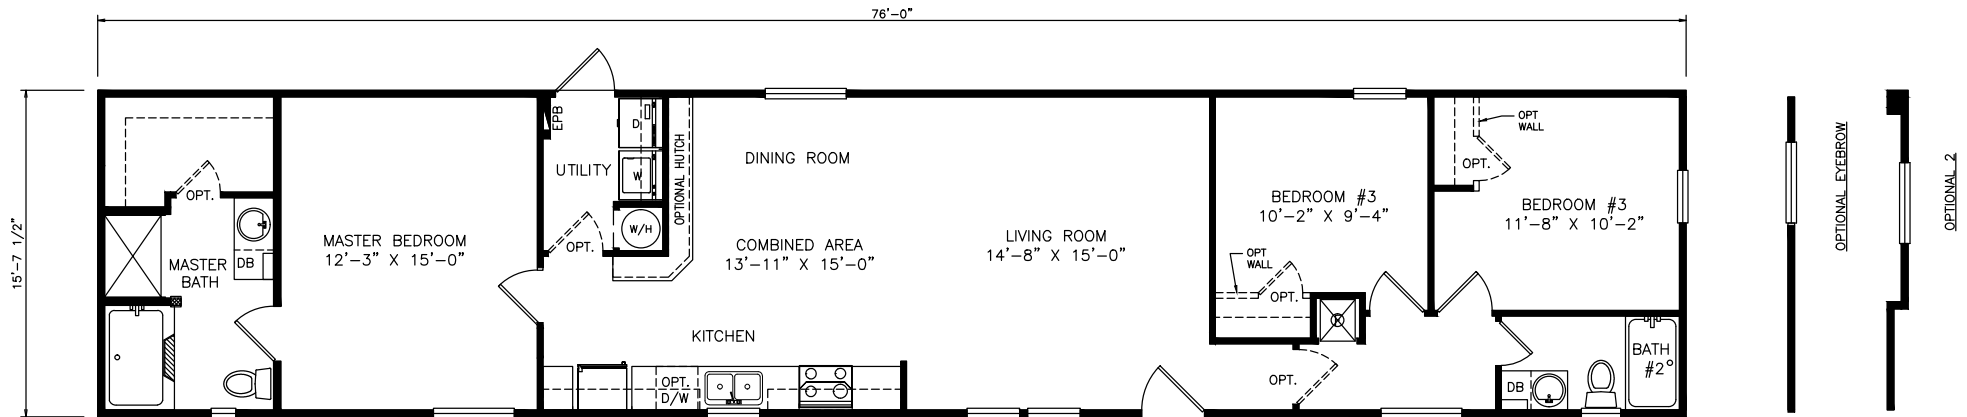 76'-0"
15'-7 1/2"
OPT.
MASTER
BATH
DB
MASTER BEDROOM
12'-3" X 15'-0"
EPB
UTILITY
D
W
W/H
OPT.
OPTIONAL HUTCH
DINING ROOM
COMBINED AREA
13'-11" X 15'-0"
KITCHEN
OPT.
D/W
LIVING ROOM
14'-8" X 15'-0"
BEDROOM #3
10'-2" X 9'-4"
OPT
WALL
OPT.
OPT.
OPT
WALL
OPT.
BEDROOM #3
11'-8" X 10'-2"
BATH
#2
DB
OPTIONAL EYEBROW
OPTIONAL 2